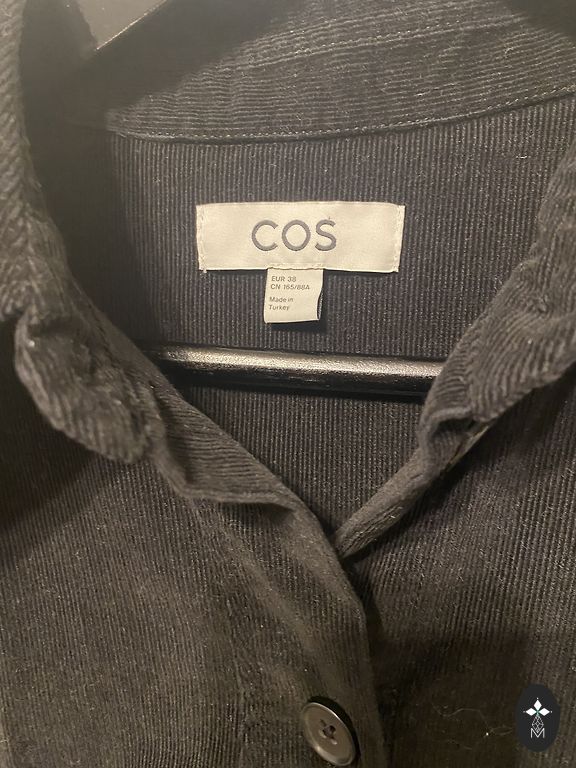 COS
EUR 38
CN 165/88A
Made in
Turkey
M